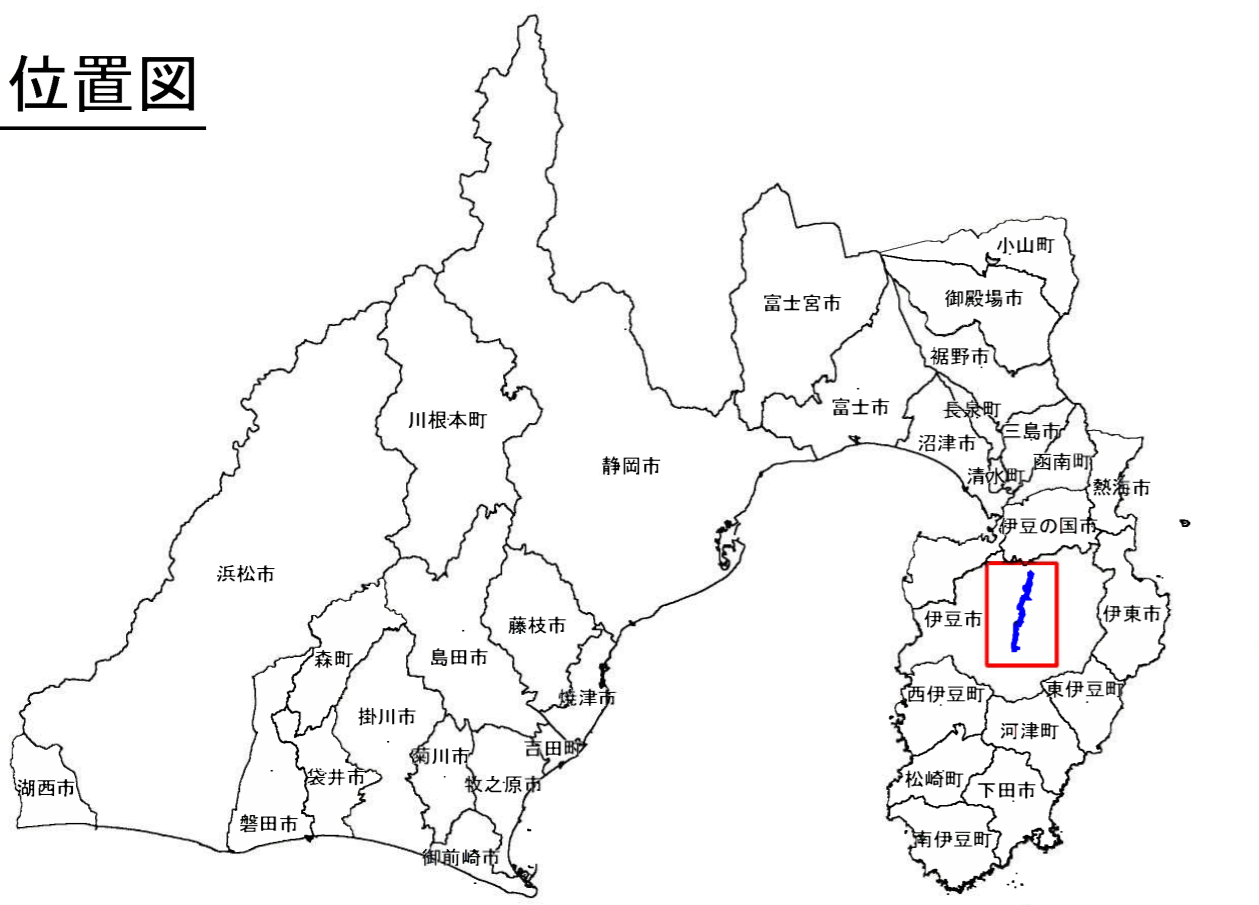 位置図
小山町
御殿場市
富士宮市
裾野市
富士市
長泉町
川根本町
三島市
沼津市
函南町
静岡市
清水町
熱海市
伊豆の国市
浜松市
伊豆市
伊東市
藤枝市
島田市
森町
東伊豆町
西伊豆町
焼津市
掛川市
河津町
吉田町
菊川市
袋井市
松崎町
牧之原市
湖西市
下田市
磐田市
南伊豆町
御前崎市